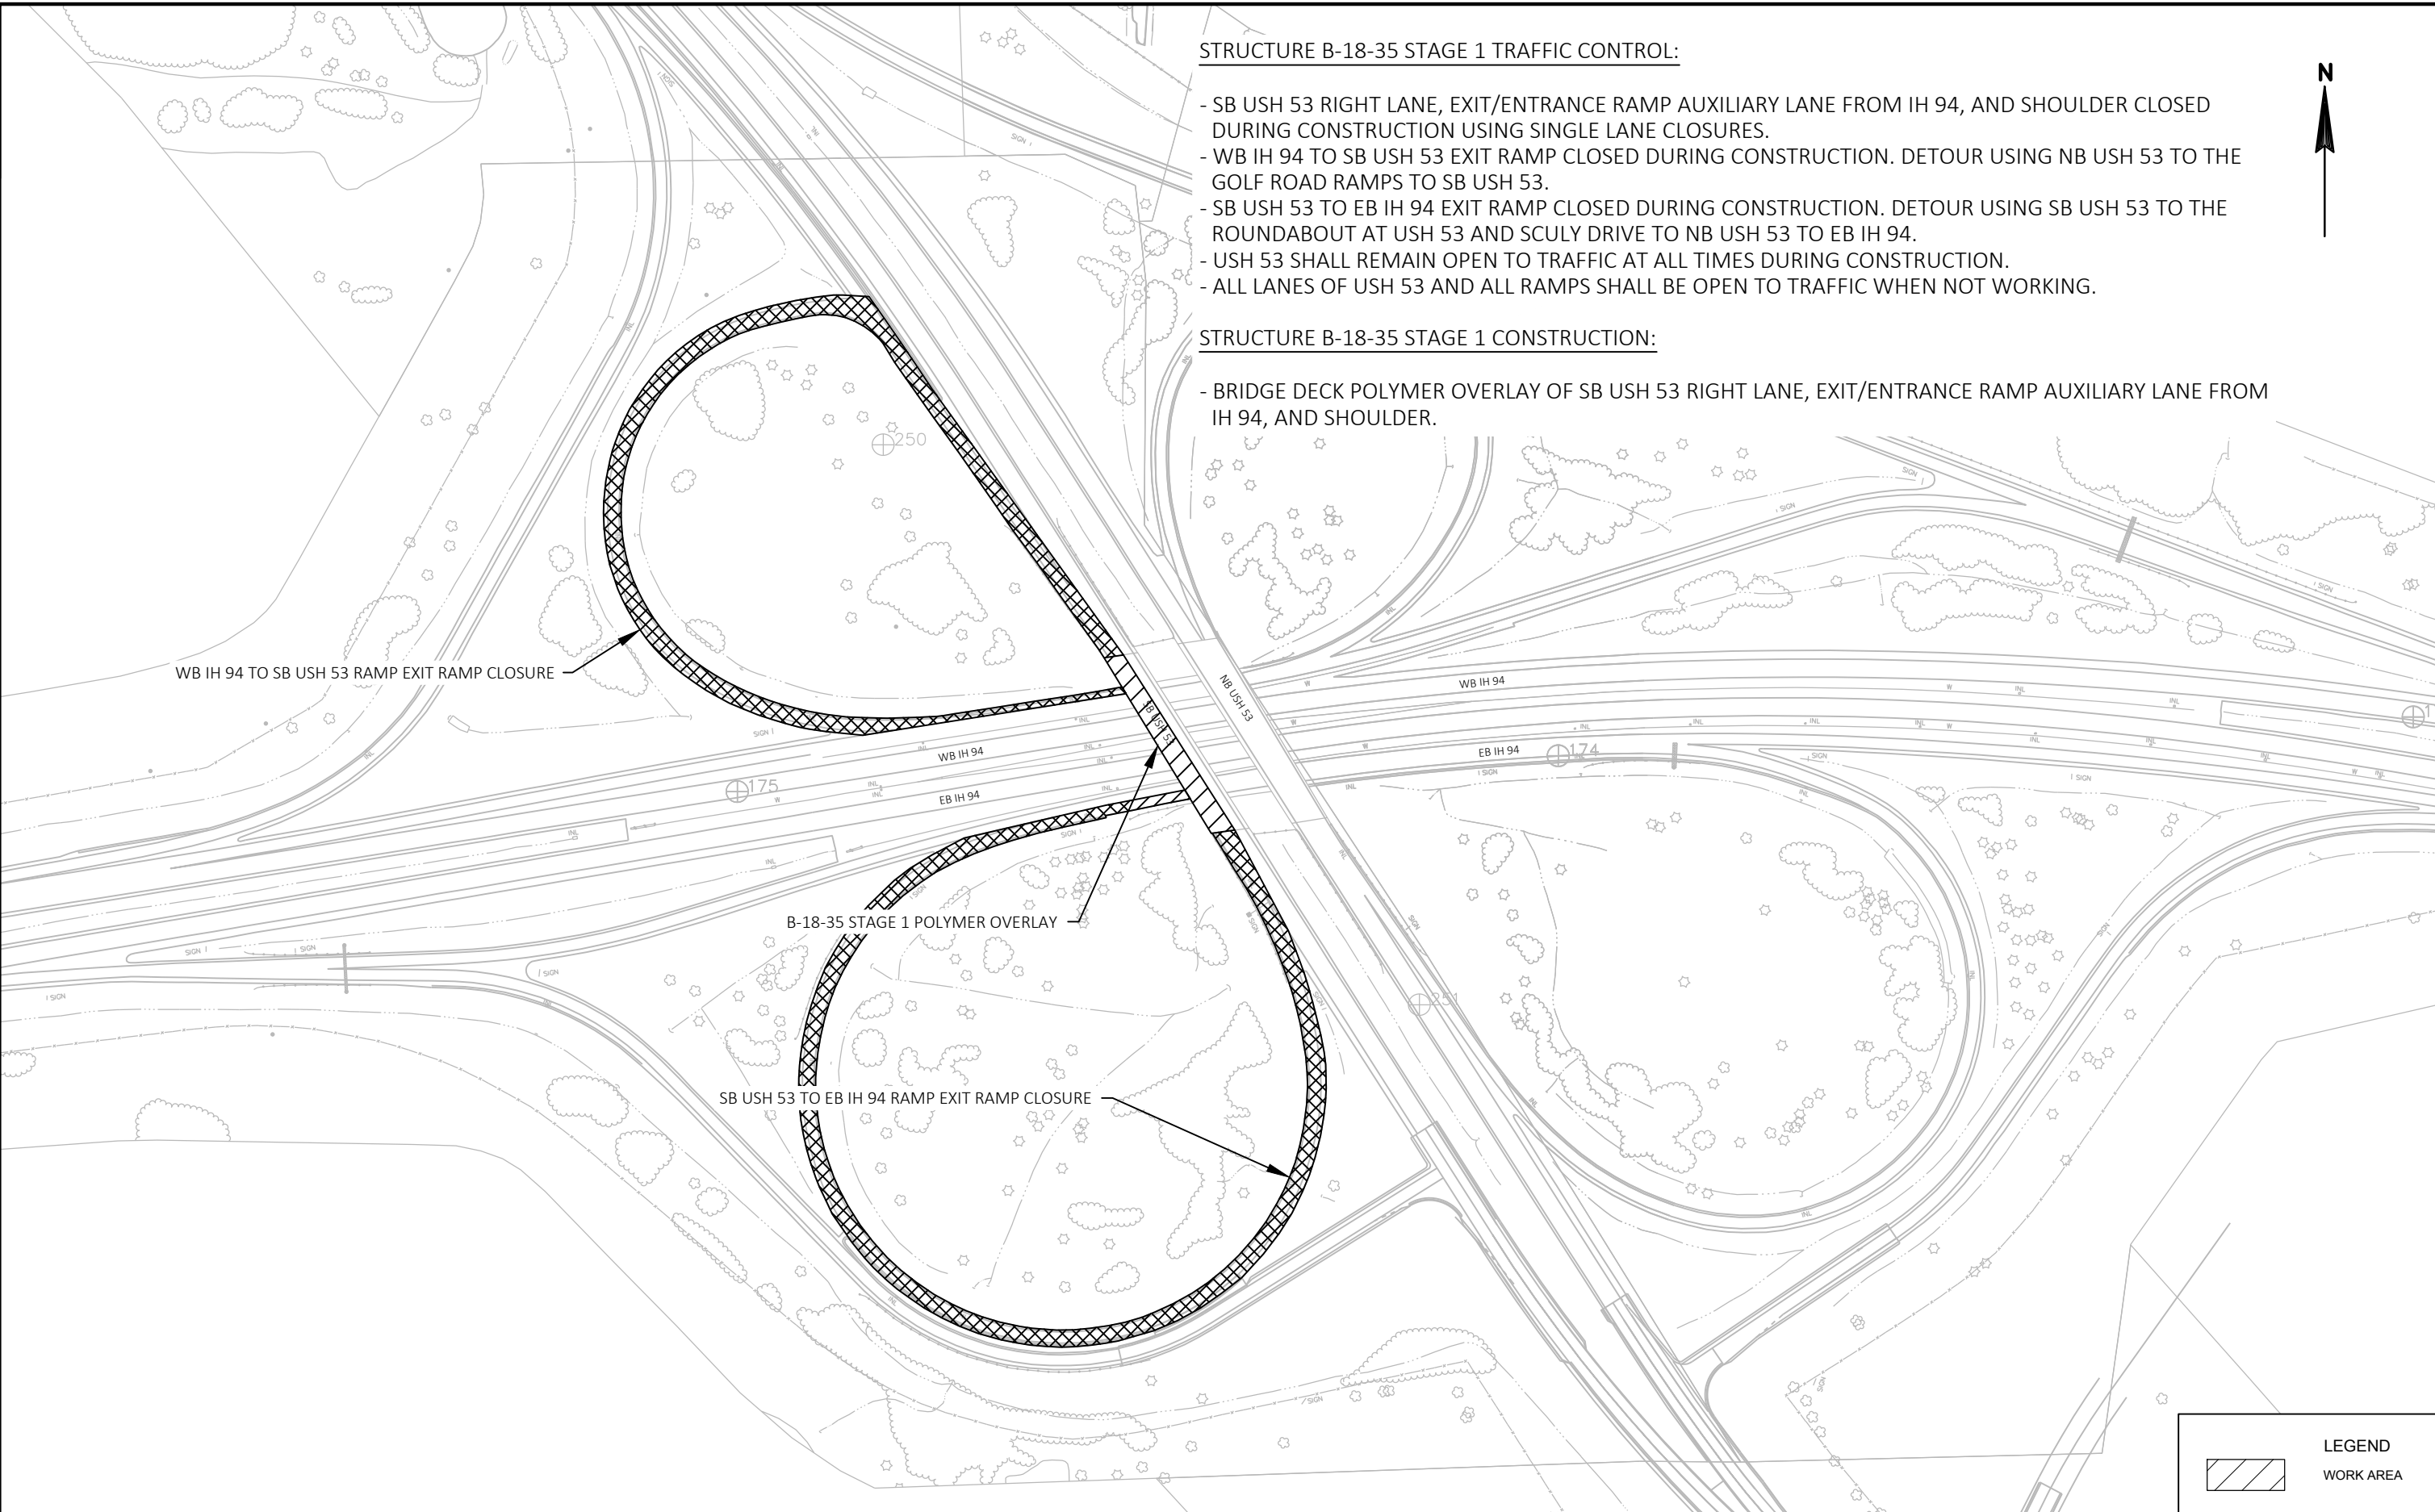 STRUCTURE B-18-35 STAGE 1 TRAFFIC CONTROL:
- SB USH 53 RIGHT LANE, EXIT/ENTRANCE RAMP AUXILIARY LANE FROM IH 94, AND SHOULDER CLOSED
DURING CONSTRUCTION USING SINGLE LANE CLOSURES.
- WB IH 94 TO SB USH 53 EXIT RAMP CLOSED DURING CONSTRUCTION. DETOUR USING NB USH 53 TO THE
GOLF ROAD RAMPS TO SB USH 53.
- SB USH 53 TO EB IH 94 EXIT RAMP CLOSED DURING CONSTRUCTION. DETOUR USING SB USH 53 TO THE
ROUNDABOUT AT USH 53 AND SCULY DRIVE TO NB USH 53 TO EB IH 94.
- USH 53 SHALL REMAIN OPEN TO TRAFFIC AT ALL TIMES DURING CONSTRUCTION.
- ALL LANES OF USH 53 AND ALL RAMPS SHALL BE OPEN TO TRAFFIC WHEN NOT WORKING.
STRUCTURE B-18-35 STAGE 1 CONSTRUCTION:
- BRIDGE DECK POLYMER OVERLAY OF SB USH 53 RIGHT LANE, EXIT/ENTRANCE RAMP AUXILIARY LANE FROM
IH 94, AND SHOULDER.
N
250
WB IH 94 TO SB USH 53 RAMP EXIT RAMP CLOSURE
NB USH 53
SB USH 53
WB IH 94
WB IH 94
EB IH 94
EB IH 94
174
175
B-18-35 STAGE 1 POLYMER OVERLAY
251
SB USH 53 TO EB IH 94 RAMP EXIT RAMP CLOSURE
LEGEND
WORK AREA